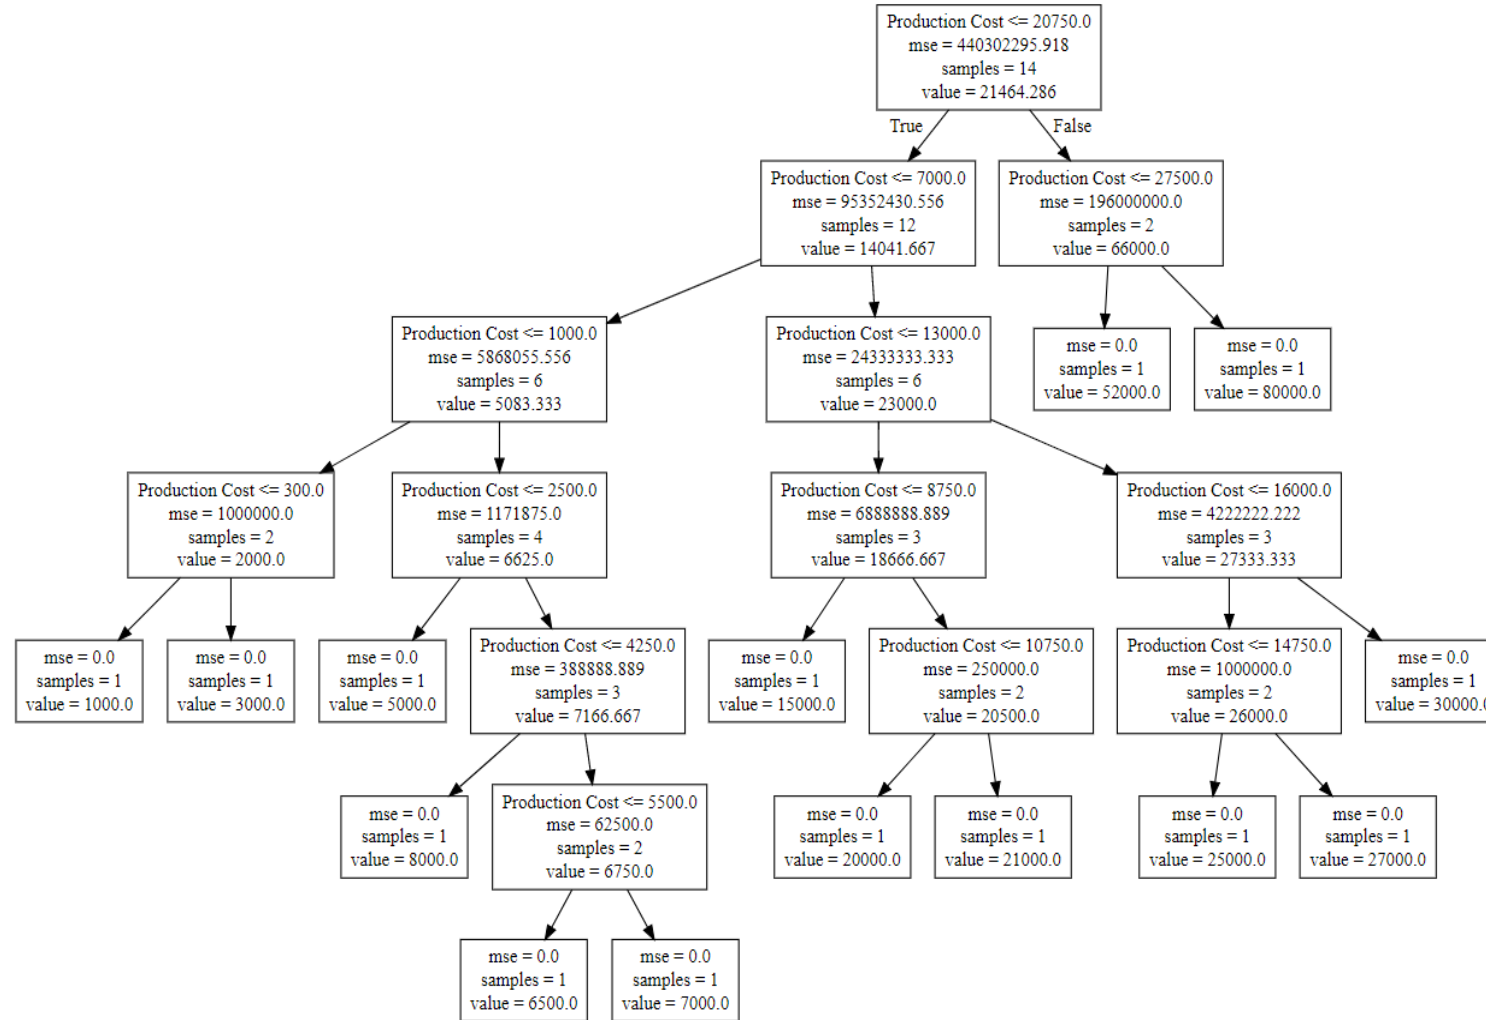 Production Cost <= 20750.0
mse = 440302295.918
samples = 14
value = 21464.286
True
False
Production Cost <= 7000.0
mse = 95352430.556
samples = 12
value = 14041.667
Production Cost <= 27500.0
mse = 196000000.0
samples = 2
value = 66000.0
Production Cost <= 1000.0
mse = 5868055.556
samples = 6
value = 5083.333
Production Cost <= 13000.0
mse = 24333333.333
samples = 6
value = 23000.0
mse = 0.0
samples = 1
value = 52000.0
mse = 0.0
samples = 1
value = 80000.0
Production Cost <= 300.0
mse = 1000000.0
samples = 2
value = 2000.0
Production Cost <= 2500.0
mse = 1171875.0
samples = 4
value = 6625.0
Production Cost <= 8750.0
mse = 6888888.889
samples = 3
value = 18666.667
Production Cost <= 16000.0
mse = 4222222.222
samples = 3
value = 27333.333
mse = 0.0
samples = 1
value = 1000.0
mse = 0.0
samples = 1
value = 3000.0
mse = 0.0
samples = 1
value = 5000.0
Production Cost <= 4250.0
mse = 388888.889
samples = 3
value = 7166.667
mse = 0.0
samples = 1
value = 15000.0
Production Cost <= 10750.0
mse = 250000.0
samples = 2
value = 20500.0
Production Cost <= 14750.0
mse = 1000000.0
samples = 2
value = 26000.0
mse = 0.0
samples = 1
value = 30000.0
mse = 0.0
samples = 1
value = 8000.0
Production Cost <= 5500.0
mse = 62500.0
samples = 2
value = 6750.0
mse = 0.0
samples = 1
value = 20000.0
mse = 0.0
samples = 1
value = 21000.0
mse = 0.0
samples = 1
value = 25000.0
mse = 0.0
samples = 1
value = 27000.0
mse = 0.0
samples = 1
value = 6500.0
mse = 0.0
samples = 1
value = 7000.0